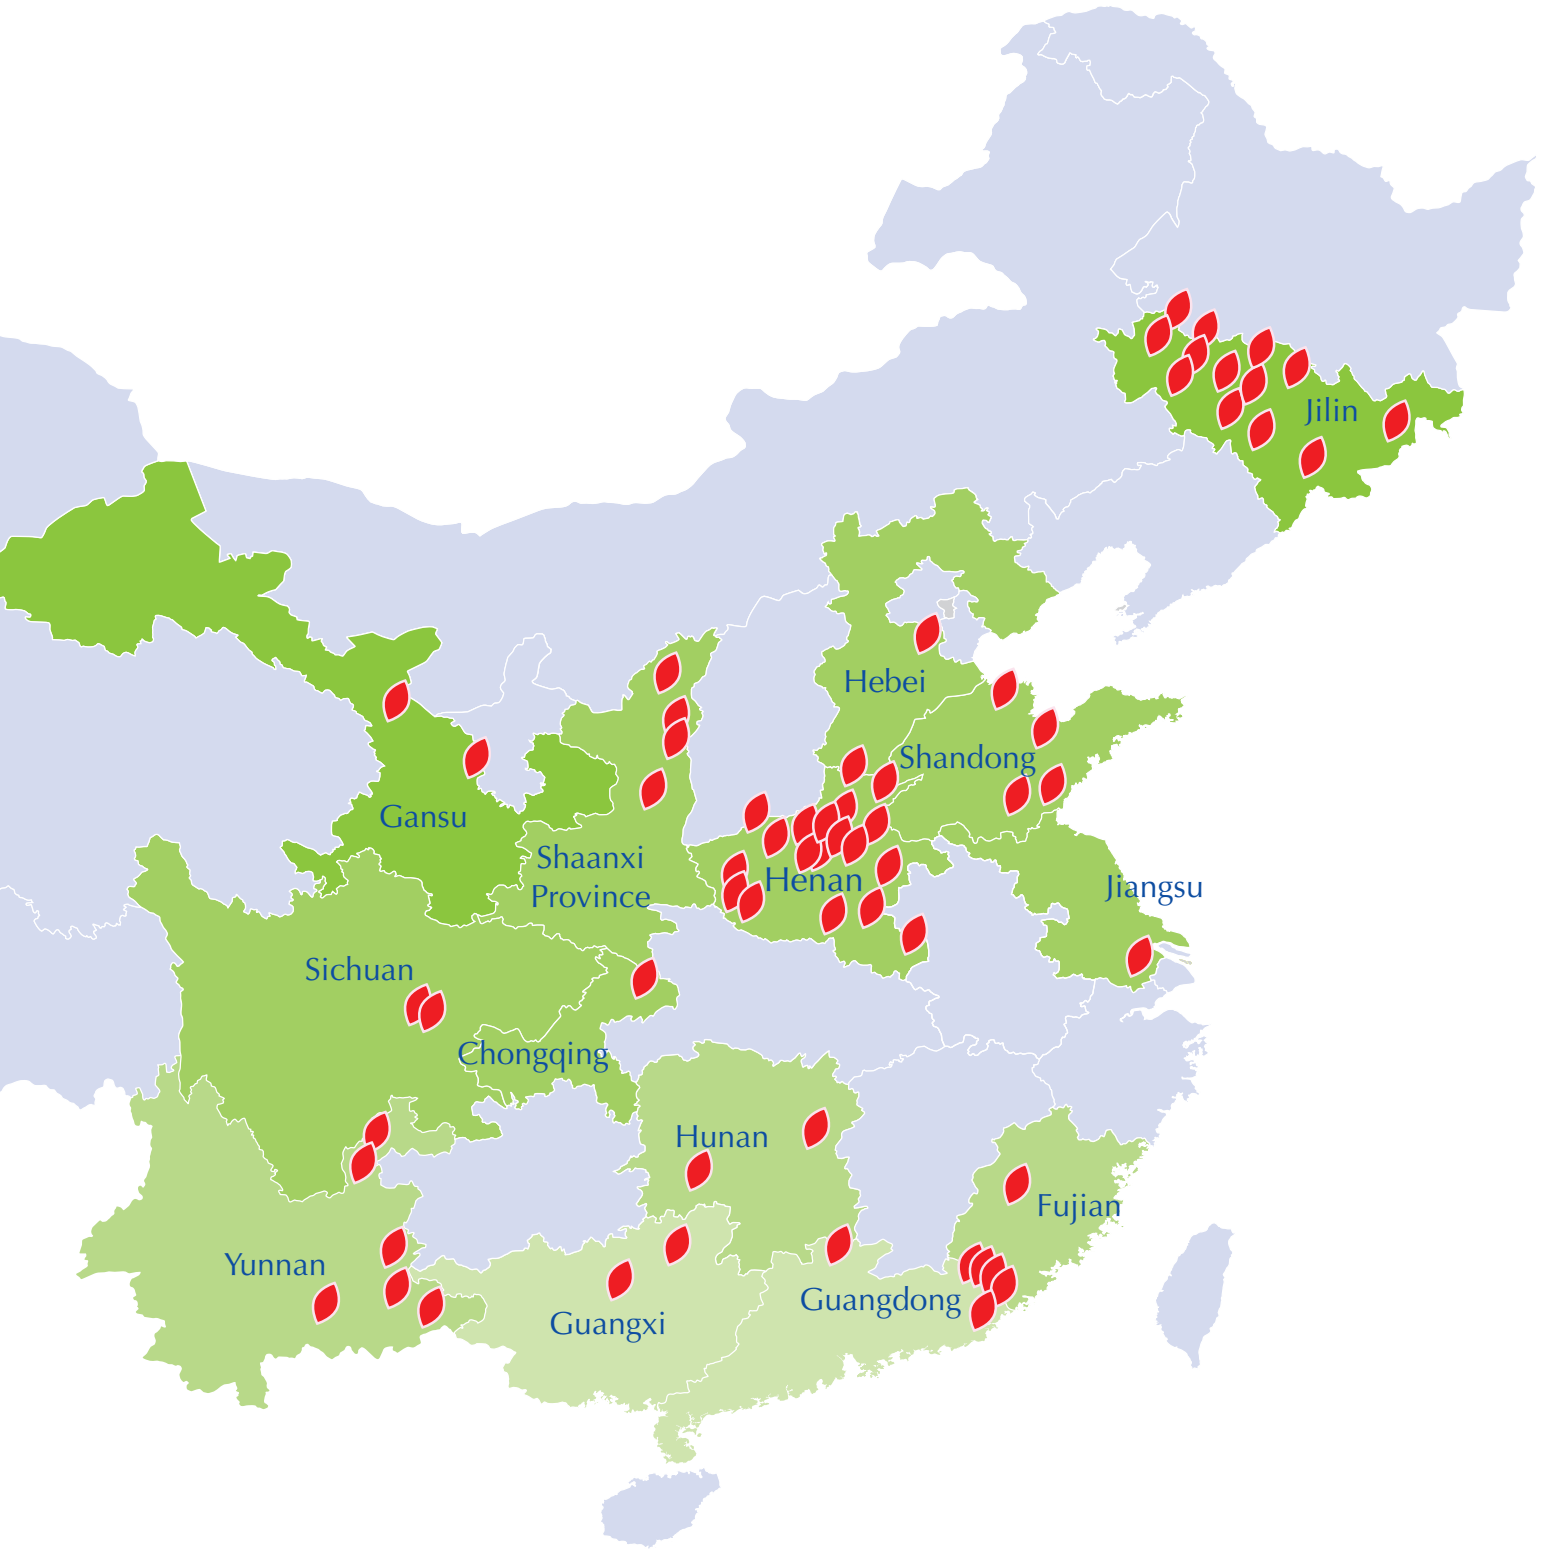 Jilin
Hebei
Shandong
Gansu
Shaanxi
Province
Henan
Jiangsu
Sichuan
Chongqing
Hunan
Fujian
Yunnan
Guangdong
Guangxi